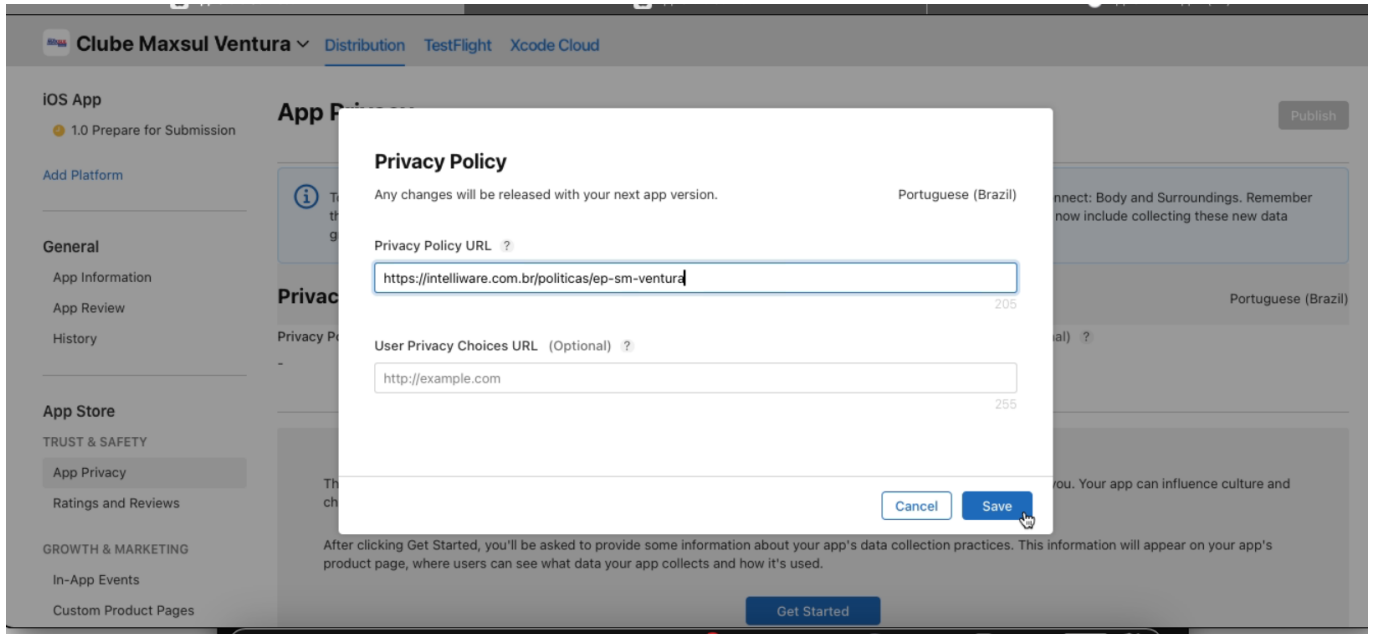 Clube Maxsul Ventura
Distribution
TestFlight
Xcode Cloud
iOS App
1.0 Prepare for Submission
Add Platform
General
App Information
App Review
History
App Store
TRUST & SAFETY
App Privacy
Ratings and Reviews
GROWTH & MARKETING
In-App Events
Custom Product Pages
App
Publish
nnect: Body and Surroundings. Remember
now include collecting these new data
Privac
Portuguese (Brazil)
Privacy Po
al) ?
-
Privacy Policy
Any changes will be released with your next app version.
Portuguese (Brazil)
Privacy Policy URL ?
https://intelliware.com.br/politicas/ep-sm-ventura
205
User Privacy Choices URL (Optional) ?
http://example.com
255
Cancel
Save
Th
you. Your app can influence culture and
ch
After clicking Get Started, you'll be asked to provide some information about your app's data collection practices. This information will appear on your app's
product page, where users can see what data your app collects and how it's used.
Get Started